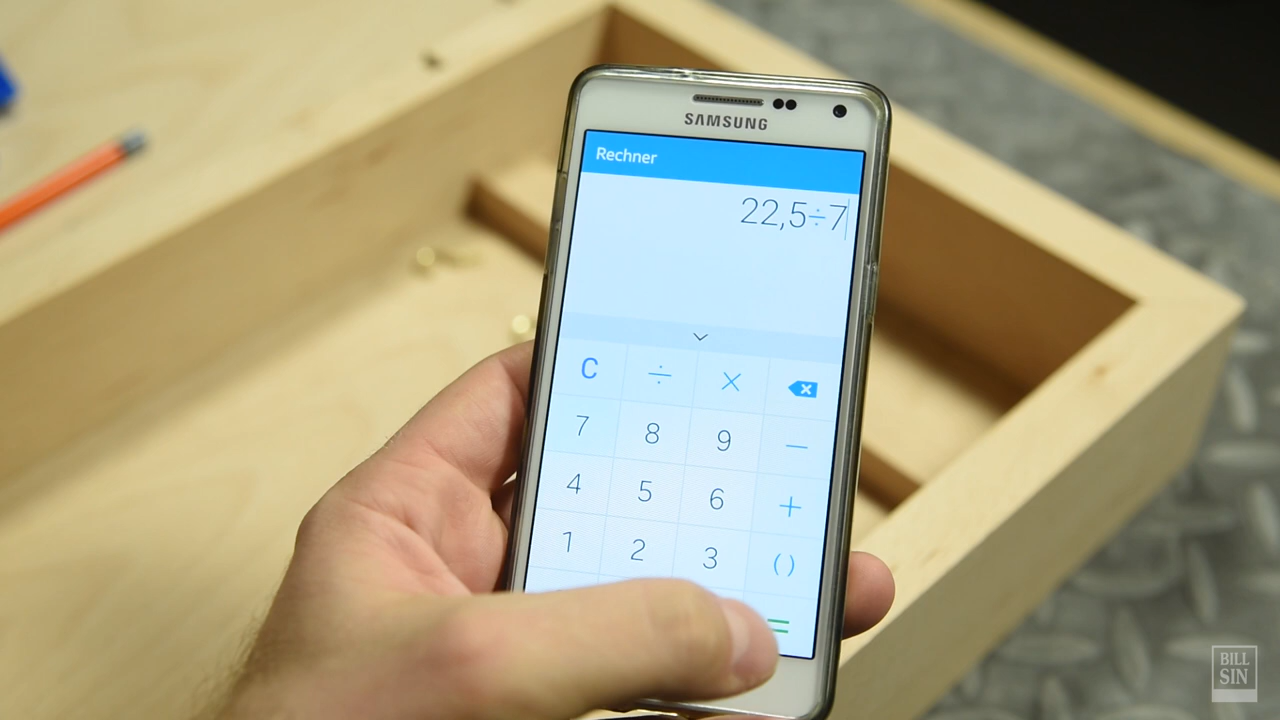 SAMSUNG
Rechner
22,5÷7
C ÷ ×
7 8 9 −
4 5 6 +
1 2 3 ()
=
BILL
SIN